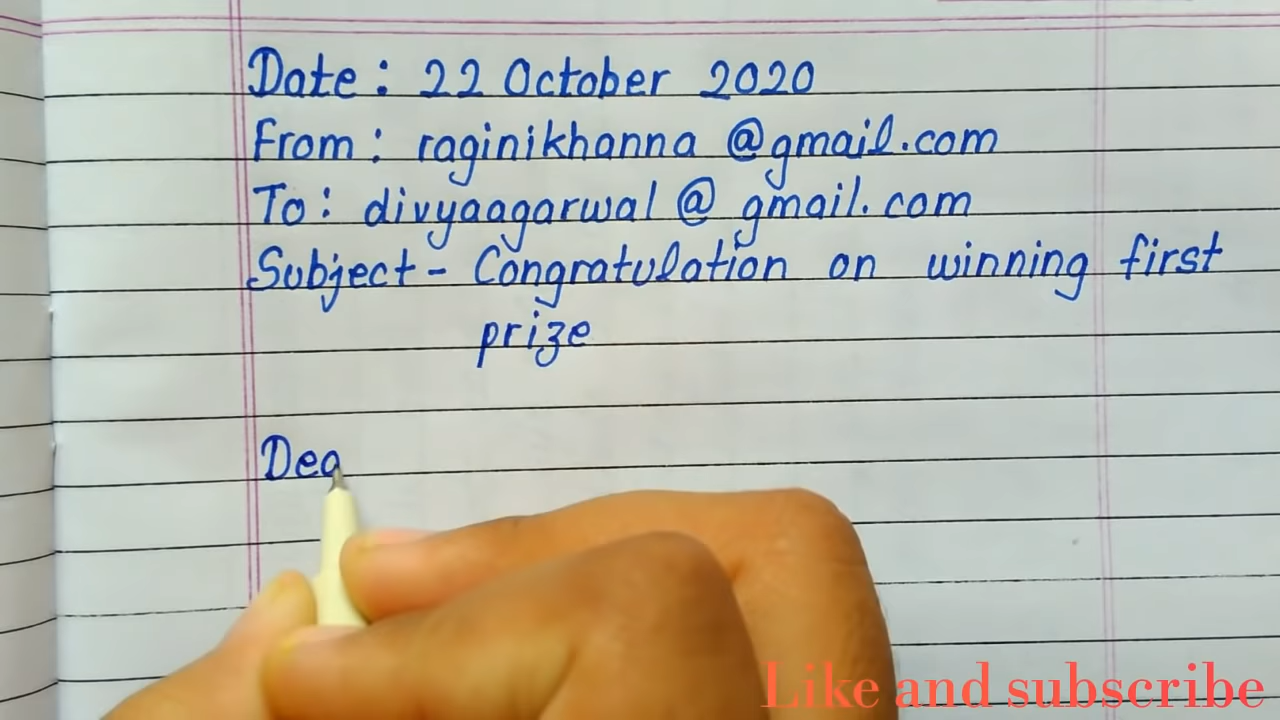 Date : 22 October 2020
From : raginikhanna @gmail.com
To : divyaagarwal @ gmail. com
Subject - Congratulation on winning first
prize
Dea
Like and subscribe